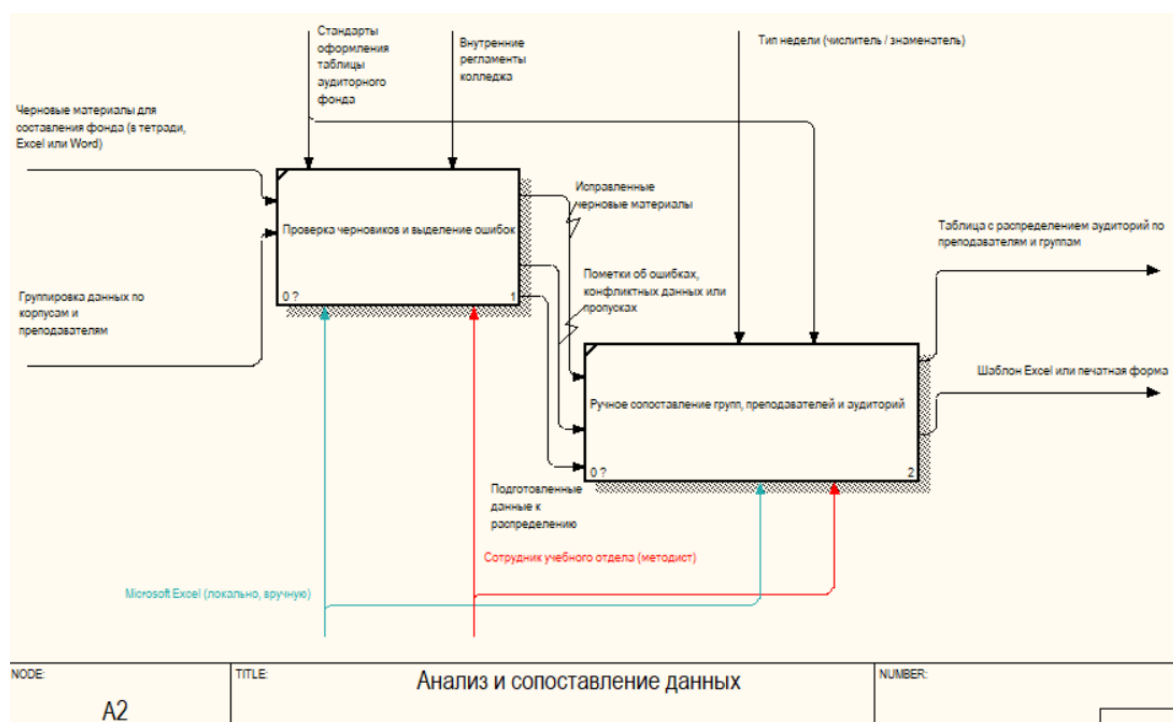 Стандарты
оформления
таблицы
аудиторного
фонда
Внутренние
регламенты
колледжа
Тип недели (числитель / знаменатель)
Черновые материалы для
составления фонда (в тетради,
Excel или Word)
Проверка черновиков и выделение ошибок
0 ?
1
Исправленные
черновые материалы
Таблица с распределением аудиторий по
преподавателям и группам
Группировка данных по
корпусам и
преподавателям
Пометки об ошибках,
конфликтных данных или
пропусках
Шаблон Excel или печатная форма
Ручное сопоставление групп, преподавателей и аудиторий
0 ?
2
Подготовленные
данные к
распределению
Сотрудник учебного отдела (методист)
Microsoft Excel (локально, вручную)
NODE:
A2
TITLE:
Анализ и сопоставление данных
NUMBER: